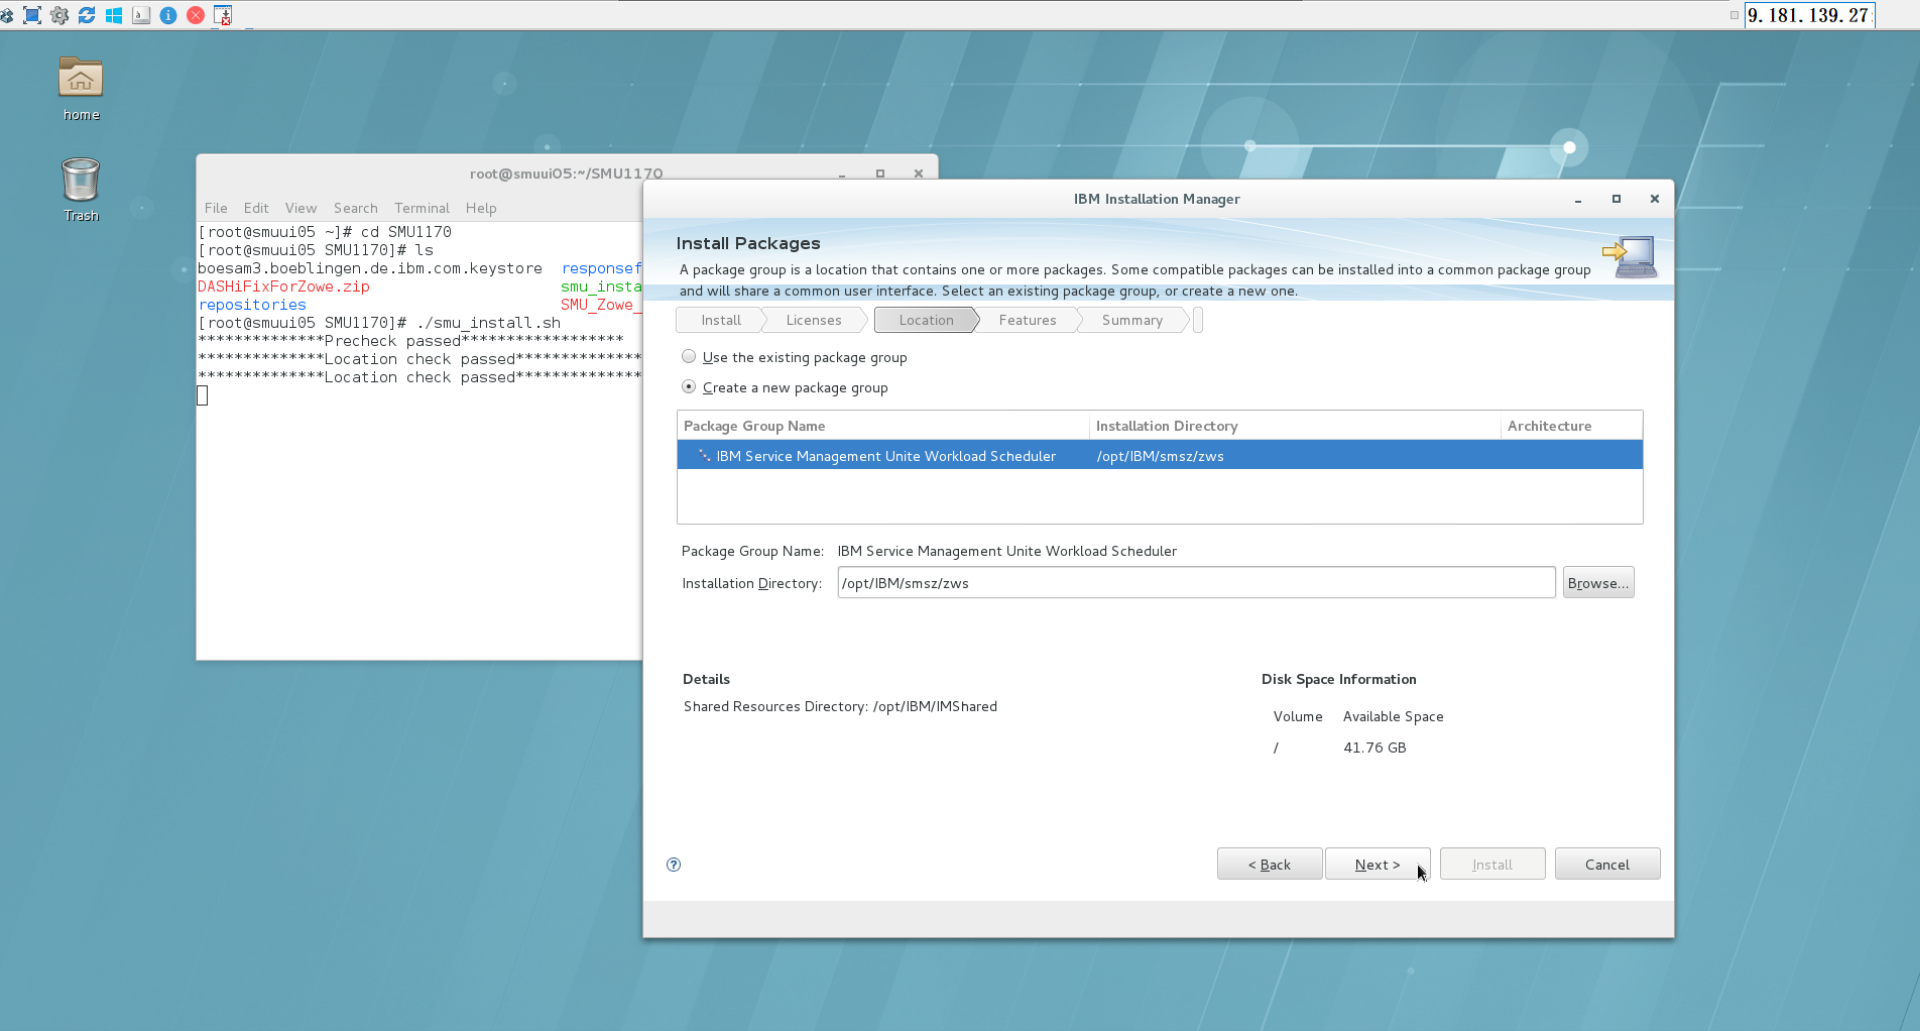 9.181.139.27:
home
Trash
root@smuui05:~/SMU1170
File Edit View Search Terminal Help
[root@smuui05 ~]# cd SMU1170
[root@smuui05 SMU1170]# ls
boesam3.boeblingen.de.ibm.com.keystore responsef
DASHiFixForZowe.zip smu_insta
repositories SMU_Zowe_
[root@smuui05 SMU1170]# ./smu_install.sh
**************Precheck passed******************
**************Location check passed**************
**************Location check passed**************
IBM Installation Manager
Install Packages
A package group is a location that contains one or more packages. Some compatible packages can be installed into a common package group
and will share a common user interface. Select an existing package group, or create a new one.
Install Licenses Location Features Summary
Use the existing package group
Create a new package group
Package Group Name Installation Directory Architecture
IBM Service Management Unite Workload Scheduler /opt/IBM/smsz/zws
Package Group Name: IBM Service Management Unite Workload Scheduler
Installation Directory: /opt/IBM/smsz/zws Browse...
Details
Shared Resources Directory: /opt/IBM/IMShared
Disk Space Information
Volume Available Space
/ 41.76 GB
? < Back Next > Install Cancel